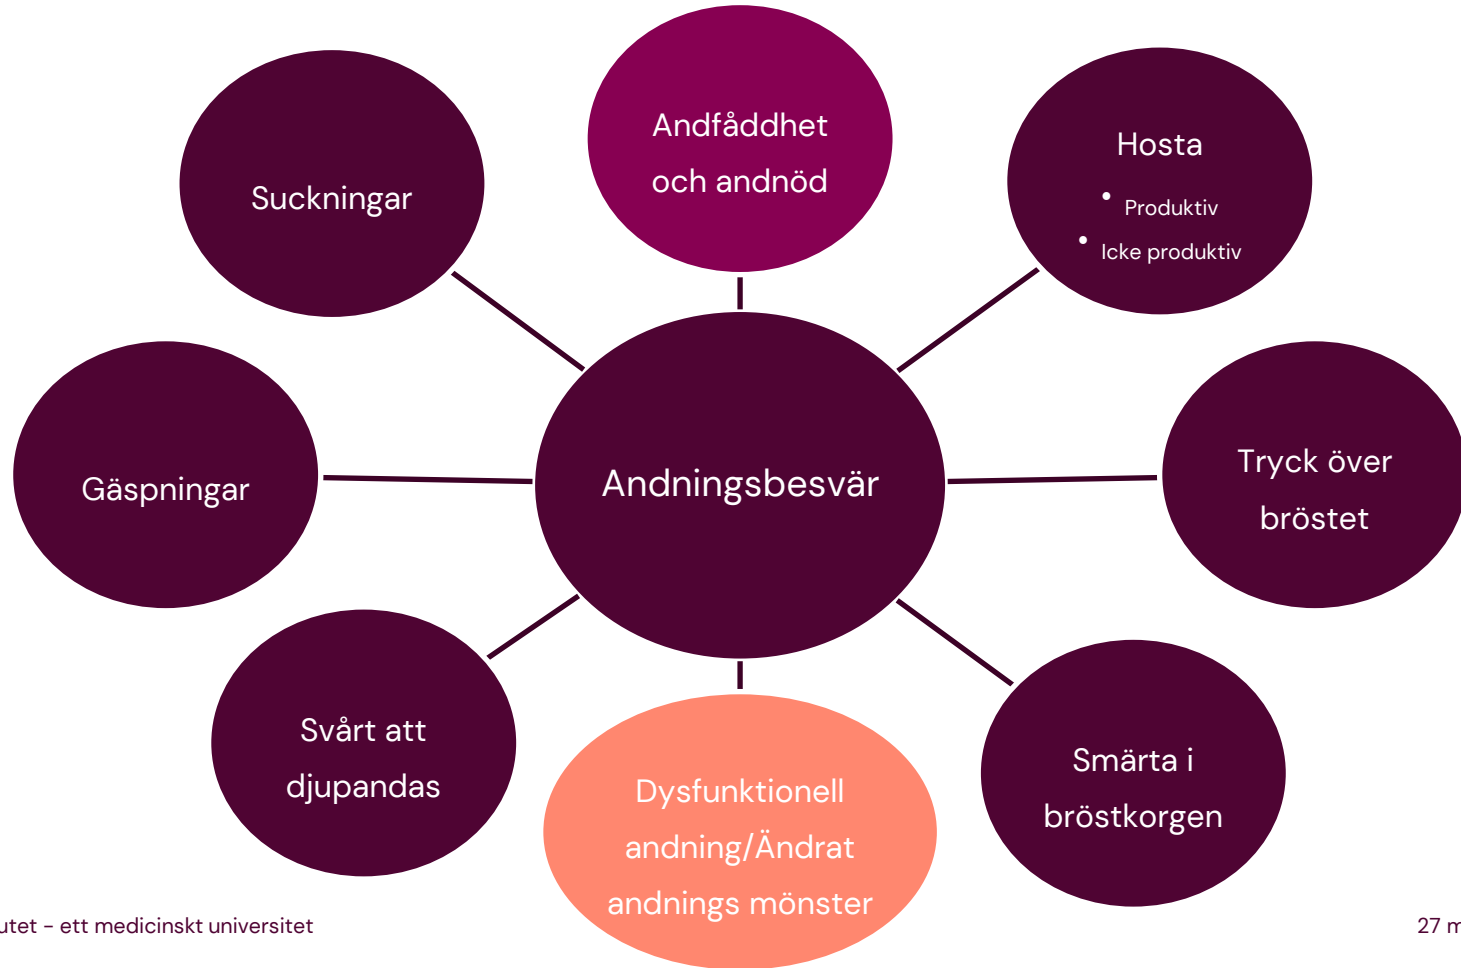 Andfåddhet
och andnöd
Hosta
• Produktiv
• Icke produktiv
Suckningar
Tryck över
bröstet
Gäspningar
Andningsbesvär
Smärta i
bröstkorgen
Svårt att
djupandas
Dysfunktionell
andning/Ändrat
andnings mönster
utet - ett medicinskt universitet
27 m